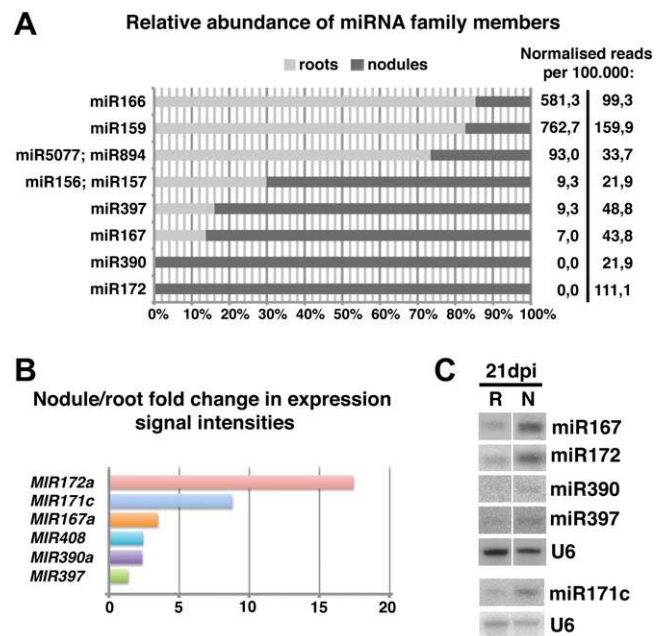 A
Relative abundance of miRNA family members
roots nodules
Normalised reads
per 100.000:
miR166 581,3 99,3
miR159 762,7 159,9
miR5077; miR894 93,0 33,7
miR156; miR157 9,3 21,9
miR397 9,3 48,8
miR167 7,0 43,8
miR390 0,0 21,9
miR172 0,0 111,1
0% 10% 20% 30% 40% 50% 60% 70% 80% 90% 100%
B
Nodule/root fold change in expression
signal intensities
MIR172a
MIR171c
MIR167a
MIR408
MIR390a
MIR397
0 5 10 15 20
C
21dpi
R N
miR167
miR172
miR390
miR397
U6
miR171c
U6